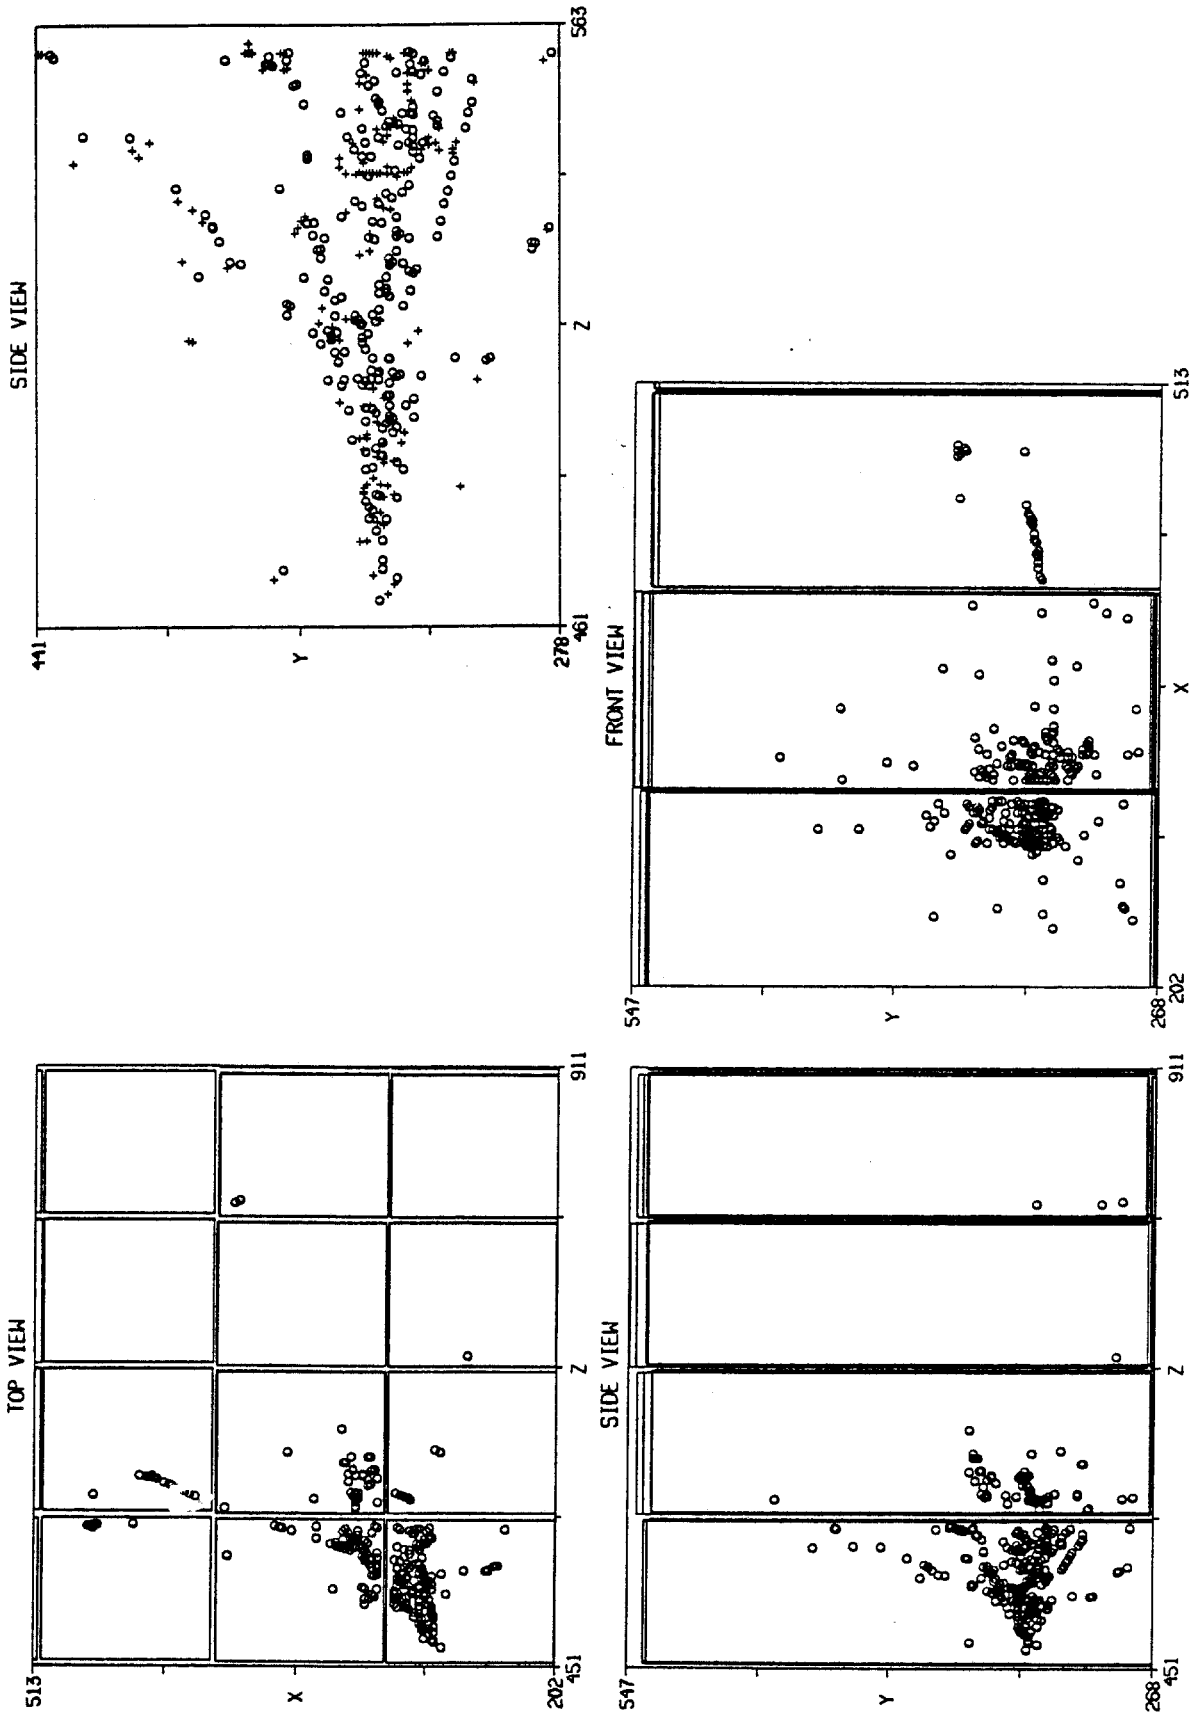 TOP VIEW
513
X
202
451
Z
911
SIDE VIEW
441
Y
278
461
Z
563
SIDE VIEW
547
Y
268
451
Z
911
FRONT VIEW
547
Y
268
202
X
513